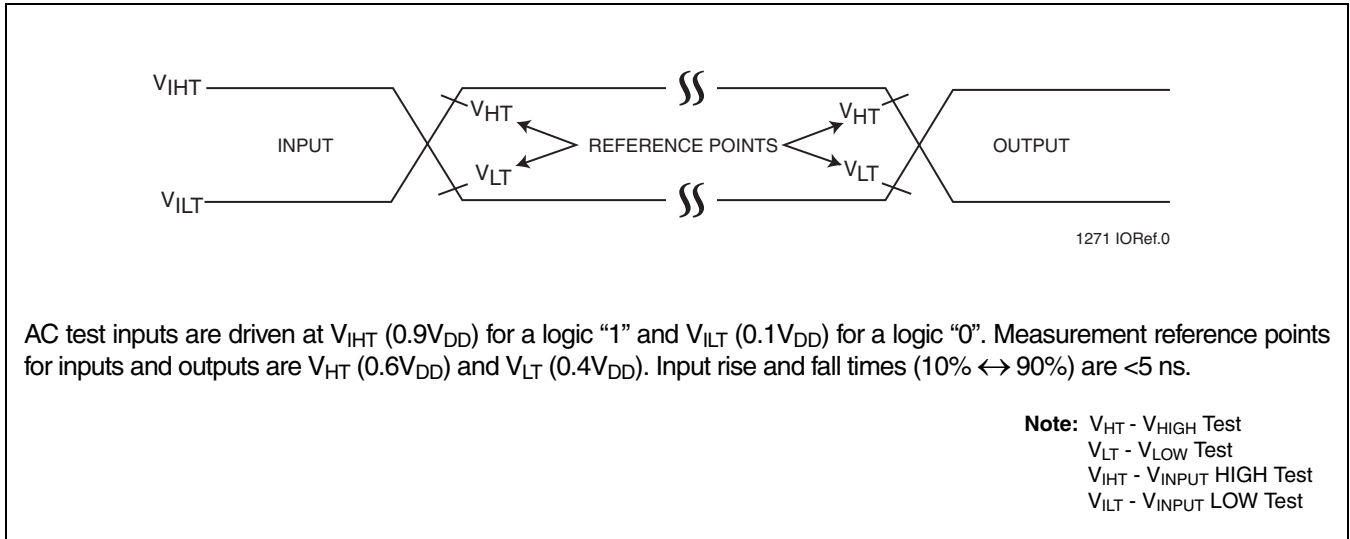 VIHT
VHT
VHT
INPUT
REFERENCE POINTS
OUTPUT
VLT
VLT
VILT
1271 IORef.0
AC test inputs are driven at VIHT (0.9VDD) for a logic “1” and VILT (0.1VDD) for a logic “0”. Measurement reference points
for inputs and outputs are VHT (0.6VDD) and VLT (0.4VDD). Input rise and fall times (10% ↔ 90%) are <5 ns.
Note: VHT - VHIGH Test
VLT - VLOW Test
VIHT - VINPUT HIGH Test
VILT - VINPUT LOW Test